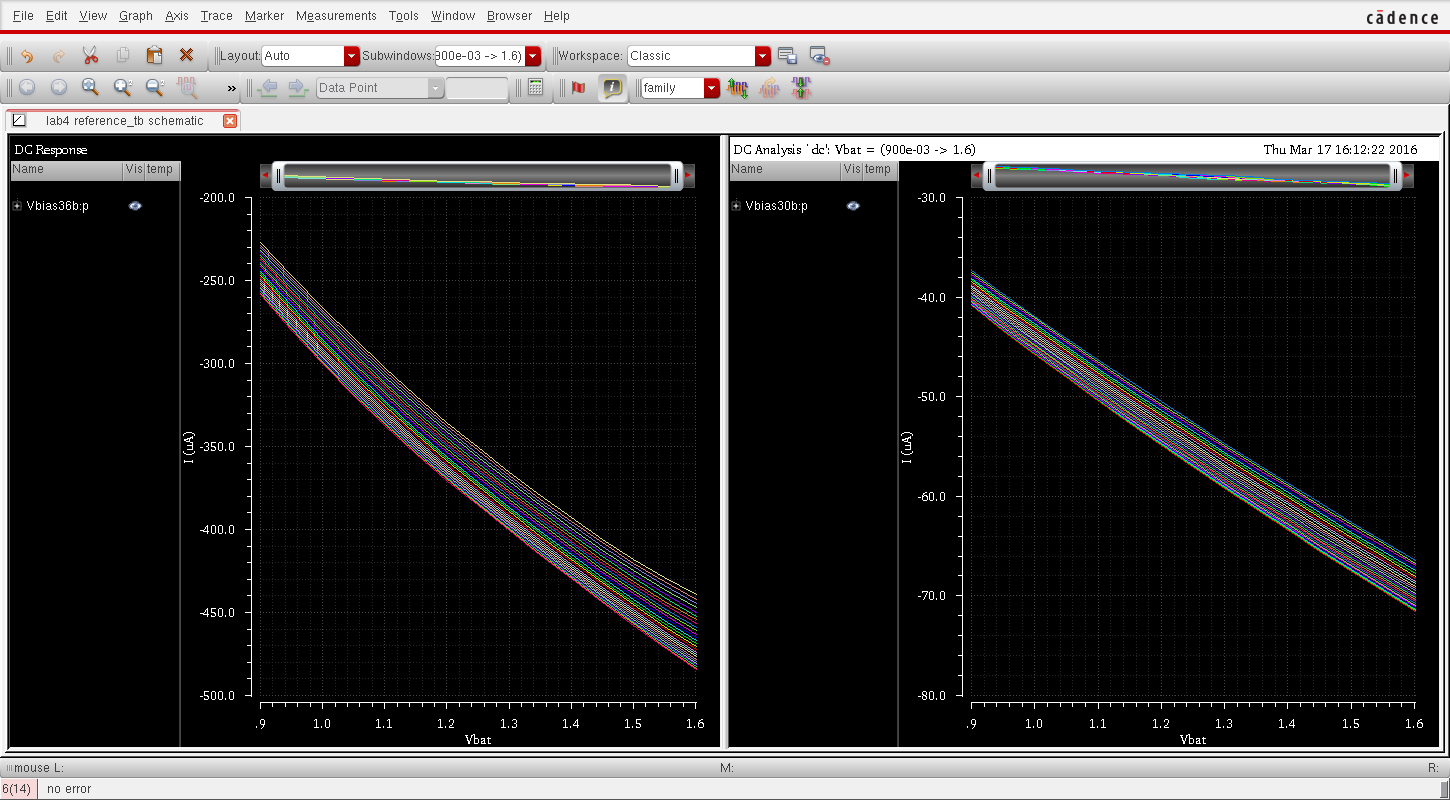 File Edit View Graph Axis Trace Marker Measurements Tools Window Browser Help
cādence
Layout: Auto Subwindows: 900e-03 -> 1.6) Workspace: Classic
» Data Point family
lab4 reference_tb schematic
DC Response
Name Vis temp
Vbias36b:p
-200.0
-250.0
-300.0
-350.0
-400.0
-450.0
-500.0
I (uA)
.9 1.0 1.1 1.2 1.3 1.4 1.5 1.6
Vbat
DC Analysis `dc': Vbat = (900e-03 -> 1.6) Thu Mar 17 16:12:22 2016
Name Vis temp
Vbias30b:p
-30.0
-40.0
-50.0
-60.0
-70.0
-80.0
I (uA)
.9 1.0 1.1 1.2 1.3 1.4 1.5 1.6
Vbat
mouse L: M: R:
6(14) no error